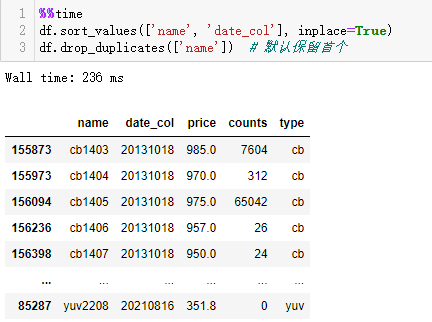 1 %%time
2 df.sort_values(['name', 'date_col'], inplace=True)
3 df.drop_duplicates(['name'])  # 默认保留首个
Wall time: 236 ms
name date_col price counts type
155873 cb1403 20131018 985.0 7604 cb
155973 cb1404 20131018 970.0 312 cb
156094 cb1405 20131018 975.0 65042 cb
156236 cb1406 20131018 957.0 26 cb
156398 cb1407 20131018 950.0 24 cb
... ... ... ... ... ...
85287 yuv2208 20210816 351.8 0 yuv